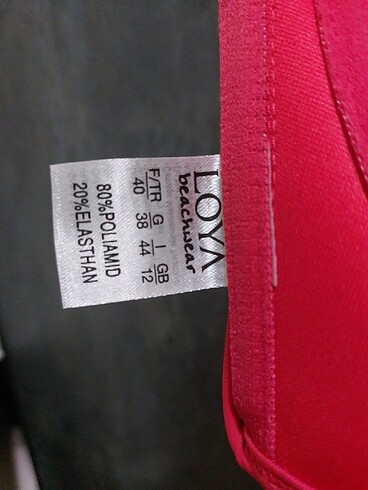 LOYA
beachwear
F/TR G I GB
40 38 44 12
80%POLIAMID
20%ELASTHAN